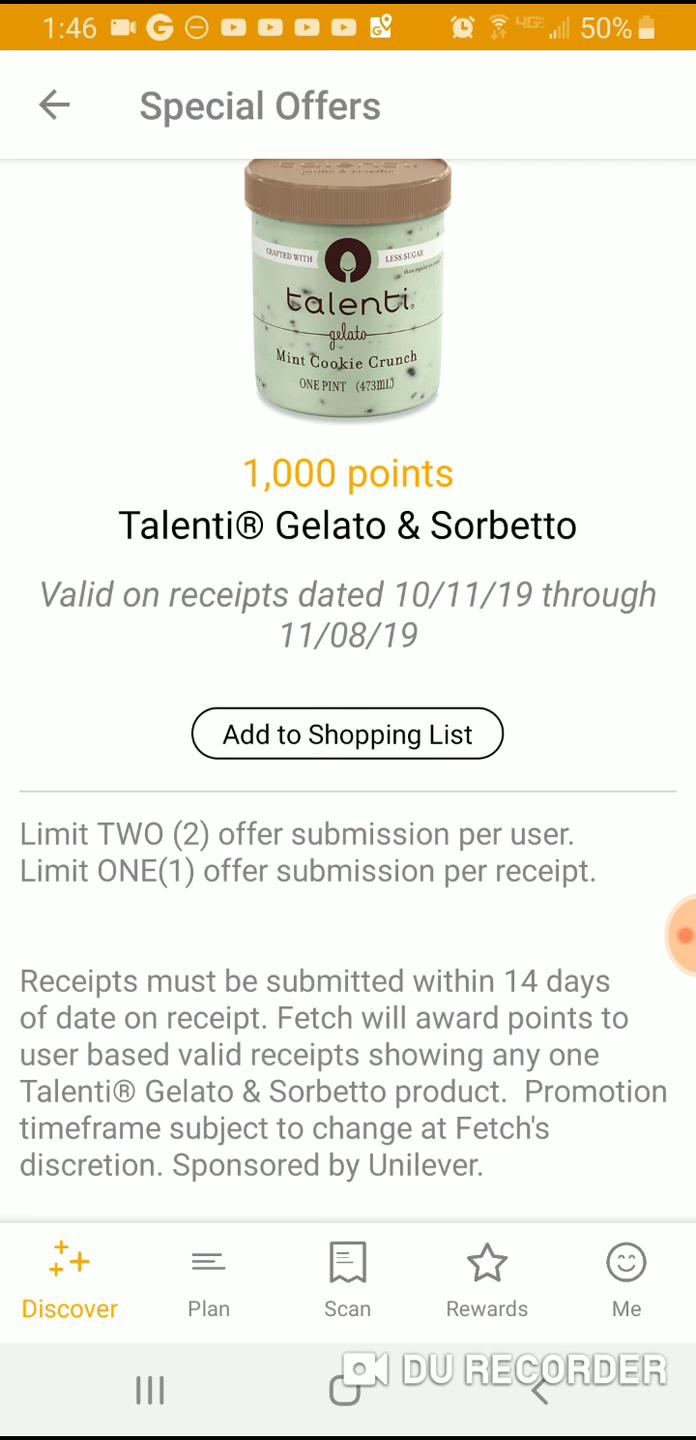 1:46 4GE 50%
Special Offers
CRAFTED WITH LESS SUGAR
talenti
gelato
Mint Cookie Crunch
ONE PINT (473mL)
1,000 points
Talenti® Gelato & Sorbetto
Valid on receipts dated 10/11/19 through
11/08/19
Add to Shopping List
Limit TWO (2) offer submission per user.
Limit ONE(1) offer submission per receipt.
Receipts must be submitted within 14 days
of date on receipt. Fetch will award points to
user based valid receipts showing any one
Talenti® Gelato & Sorbetto product. Promotion
timeframe subject to change at Fetch's
discretion. Sponsored by Unilever.
Discover Plan Scan Rewards Me
DU RECORDER